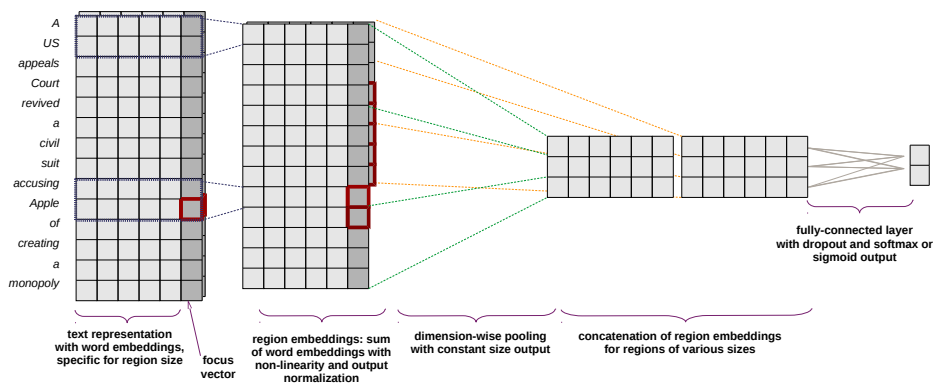 A
US
appeals
Court
revived
a
civil
suit
accusing
Apple
of
creating
a
monopoly
text representation
with word embeddings,
specific for region size
focus
vector
region embeddings: sum
of word embeddings with
non-linearity and output
normalization
dimension-wise pooling
with constant size output
concatenation of region embeddings
for regions of various sizes
fully-connected layer
with dropout and softmax or
sigmoid output